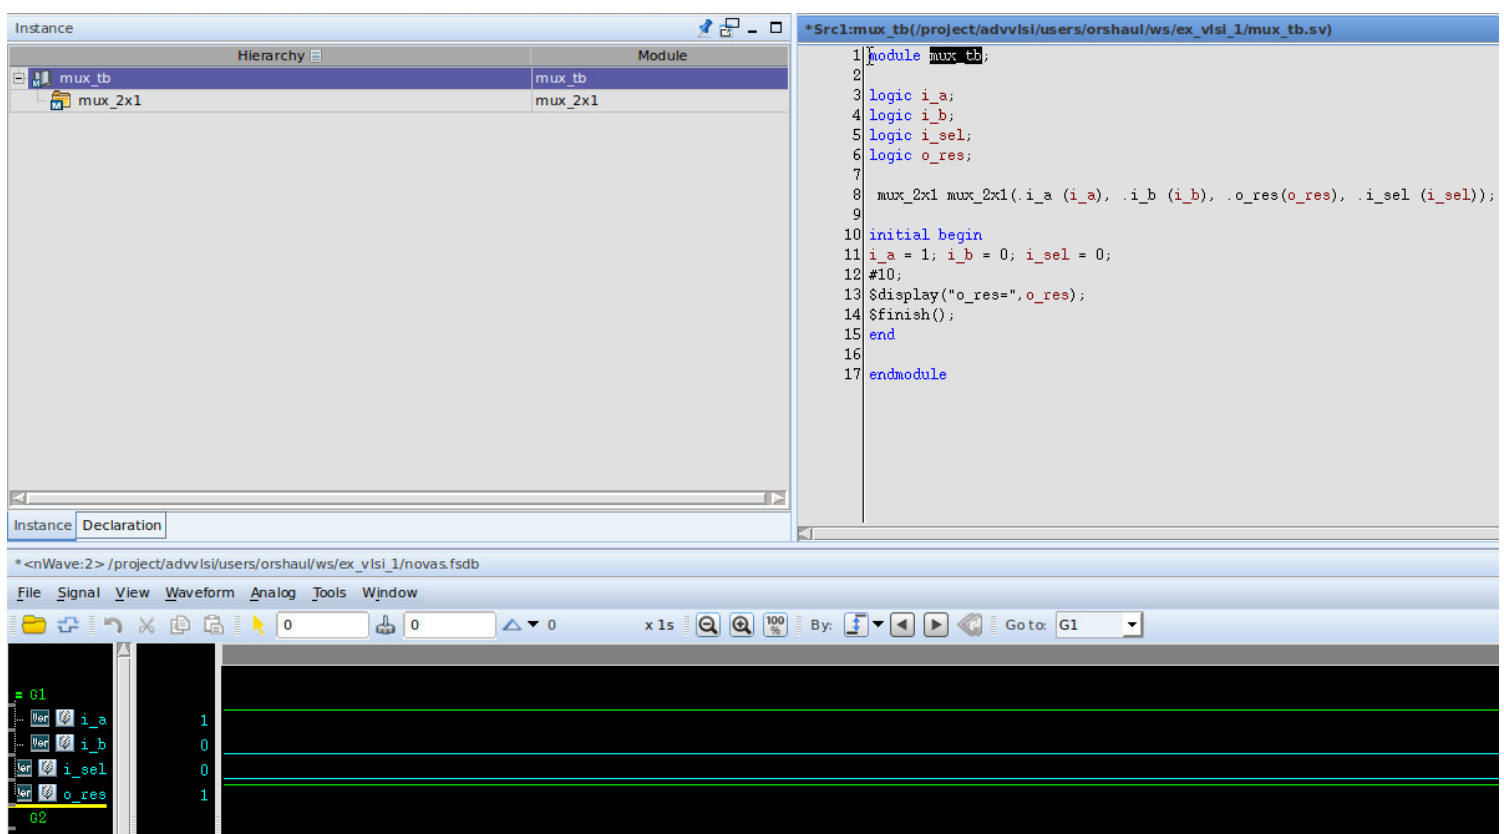 Instance
Hierarchy Module
mux_tb mux_tb
mux_2x1 mux_2x1
Instance Declaration
*Src1:mux_tb(/project/advvlsi/users/orshaul/ws/ex_vlsi_1/mux_tb.sv)
1 module mux_tb;
2
3 logic i_a;
4 logic i_b;
5 logic i_sel;
6 logic o_res;
7
8 mux_2x1 mux_2x1(.i_a (i_a), .i_b (i_b), .o_res(o_res), .i_sel (i_sel));
9
10 initial begin
11 i_a = 1; i_b = 0; i_sel = 0;
12 #10;
13 $display("o_res=",o_res);
14 $finish();
15 end
16
17 endmodule
*<nWave:2> /project/advvlsi/users/orshaul/ws/ex_vlsi_1/novas.fsdb
File Signal View Waveform Analog Tools Window
0 0 0 x 1s 100 % By: Go to: G1
= G1
Ver i_a 1
Ver i_b 0
er i_sel 0
er o_res 1
G2